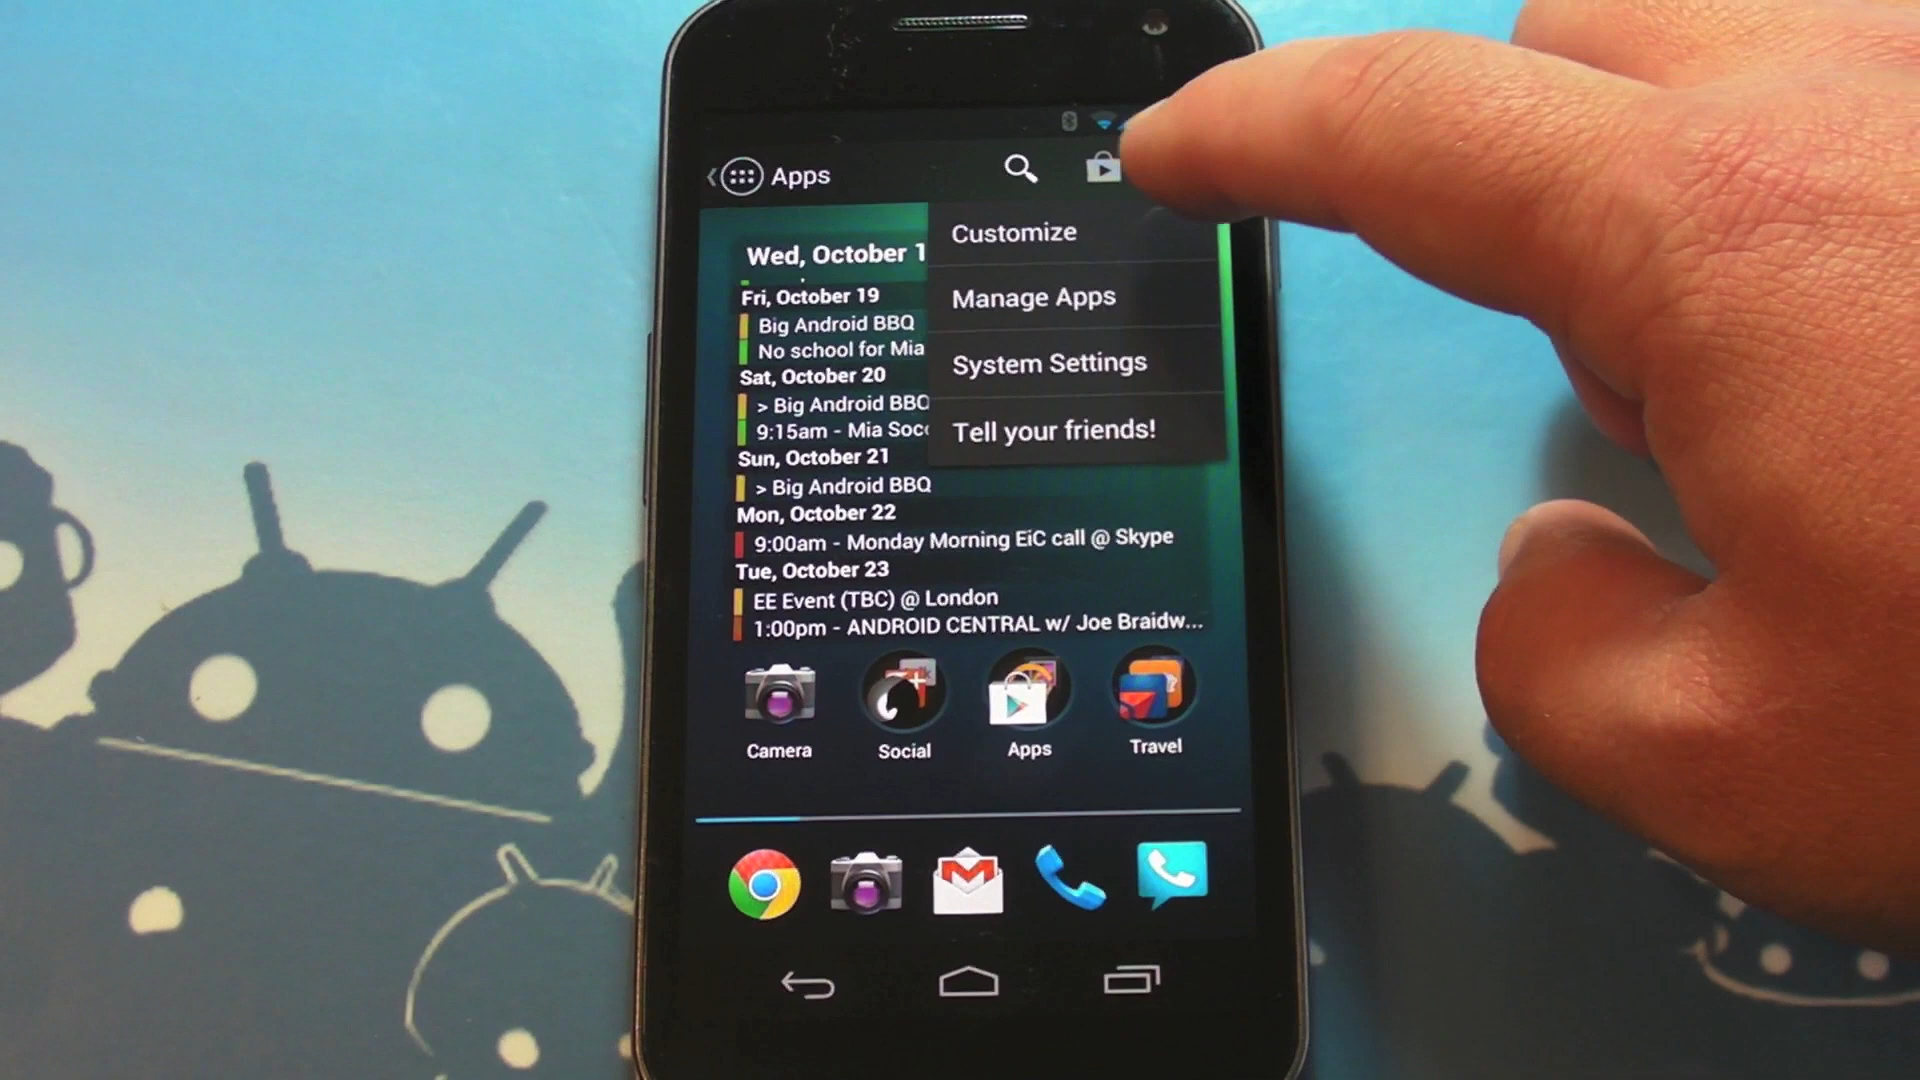 Apps
Customize
Manage Apps
System Settings
Tell your friends!
Wed, October 1
Fri, October 19
Big Android BBQ
No school for Mia
Sat, October 20
> Big Android BBQ
9:15am - Mia Socc
Sun, October 21
> Big Android BBQ
Mon, October 22
9:00am - Monday Morning EiC call @ Skype
Tue, October 23
EE Event (TBC) @ London
1:00pm - ANDROID CENTRAL w/ Joe Braidw...
Camera
Social
Apps
Travel